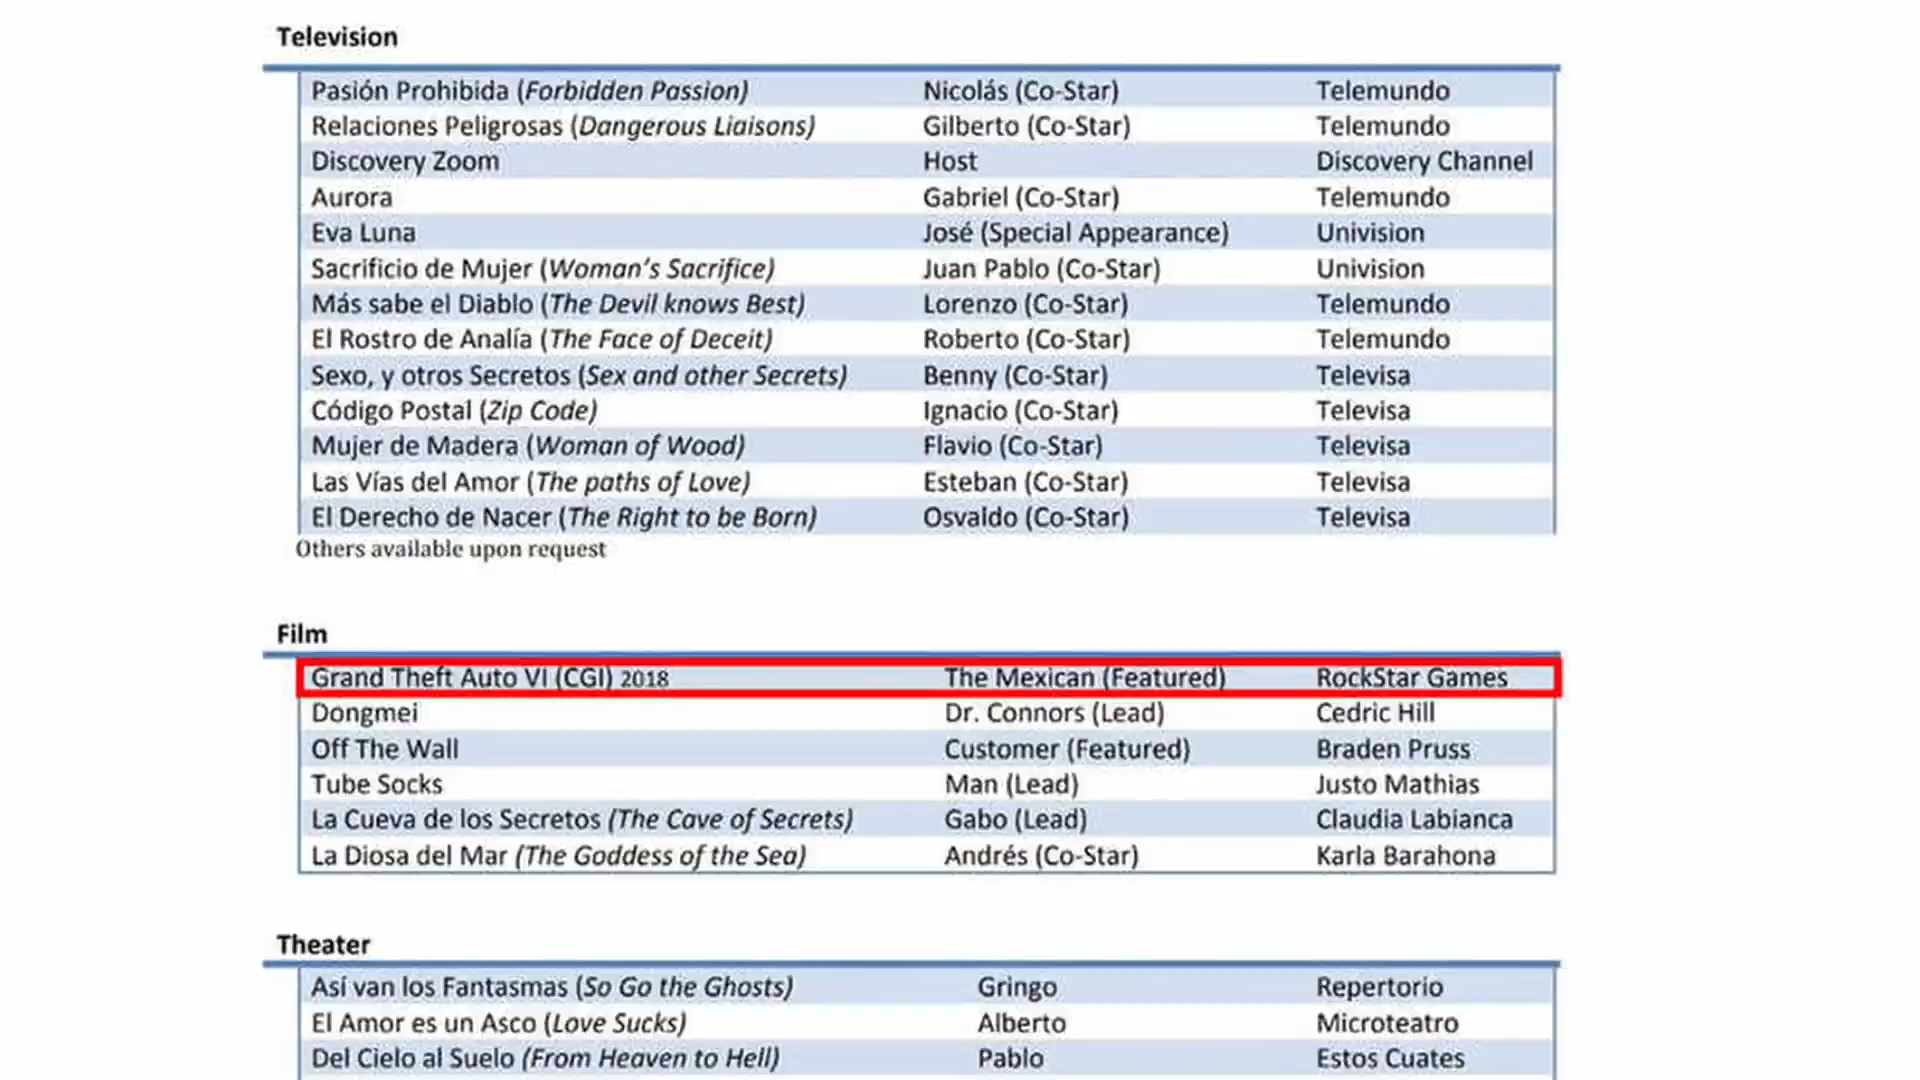 Television
Pasión Prohibida (Forbidden Passion) Nicolás (Co-Star) Telemundo
Relaciones Peligrosas (Dangerous Liaisons) Gilberto (Co-Star) Telemundo
Discovery Zoom Host Discovery Channel
Aurora Gabriel (Co-Star) Telemundo
Eva Luna José (Special Appearance) Univision
Sacrificio de Mujer (Woman's Sacrifice) Juan Pablo (Co-Star) Univision
Más sabe el Diablo (The Devil knows Best) Lorenzo (Co-Star) Telemundo
El Rostro de Analía (The Face of Deceit) Roberto (Co-Star) Telemundo
Sexo, y otros Secretos (Sex and other Secrets) Benny (Co-Star) Televisa
Código Postal (Zip Code) Ignacio (Co-Star) Televisa
Mujer de Madera (Woman of Wood) Flavio (Co-Star) Televisa
Las Vías del Amor (The paths of Love) Esteban (Co-Star) Televisa
El Derecho de Nacer (The Right to be Born) Osvaldo (Co-Star) Televisa
Others available upon request
Film
Grand Theft Auto VI (CGI) 2018 The Mexican (Featured) RockStar Games
Dongmei Dr. Connors (Lead) Cedric Hill
Off The Wall Customer (Featured) Braden Pruss
Tube Socks Man (Lead) Justo Mathias
La Cueva de los Secretos (The Cave of Secrets) Gabo (Lead) Claudia Labianca
La Diosa del Mar (The Goddess of the Sea) Andrés (Co-Star) Karla Barahona
Theater
Así van los Fantasmas (So Go the Ghosts) Gringo Repertorio
El Amor es un Asco (Love Sucks) Alberto Microteatro
Del Cielo al Suelo (From Heaven to Hell) Pablo Estos Cuates